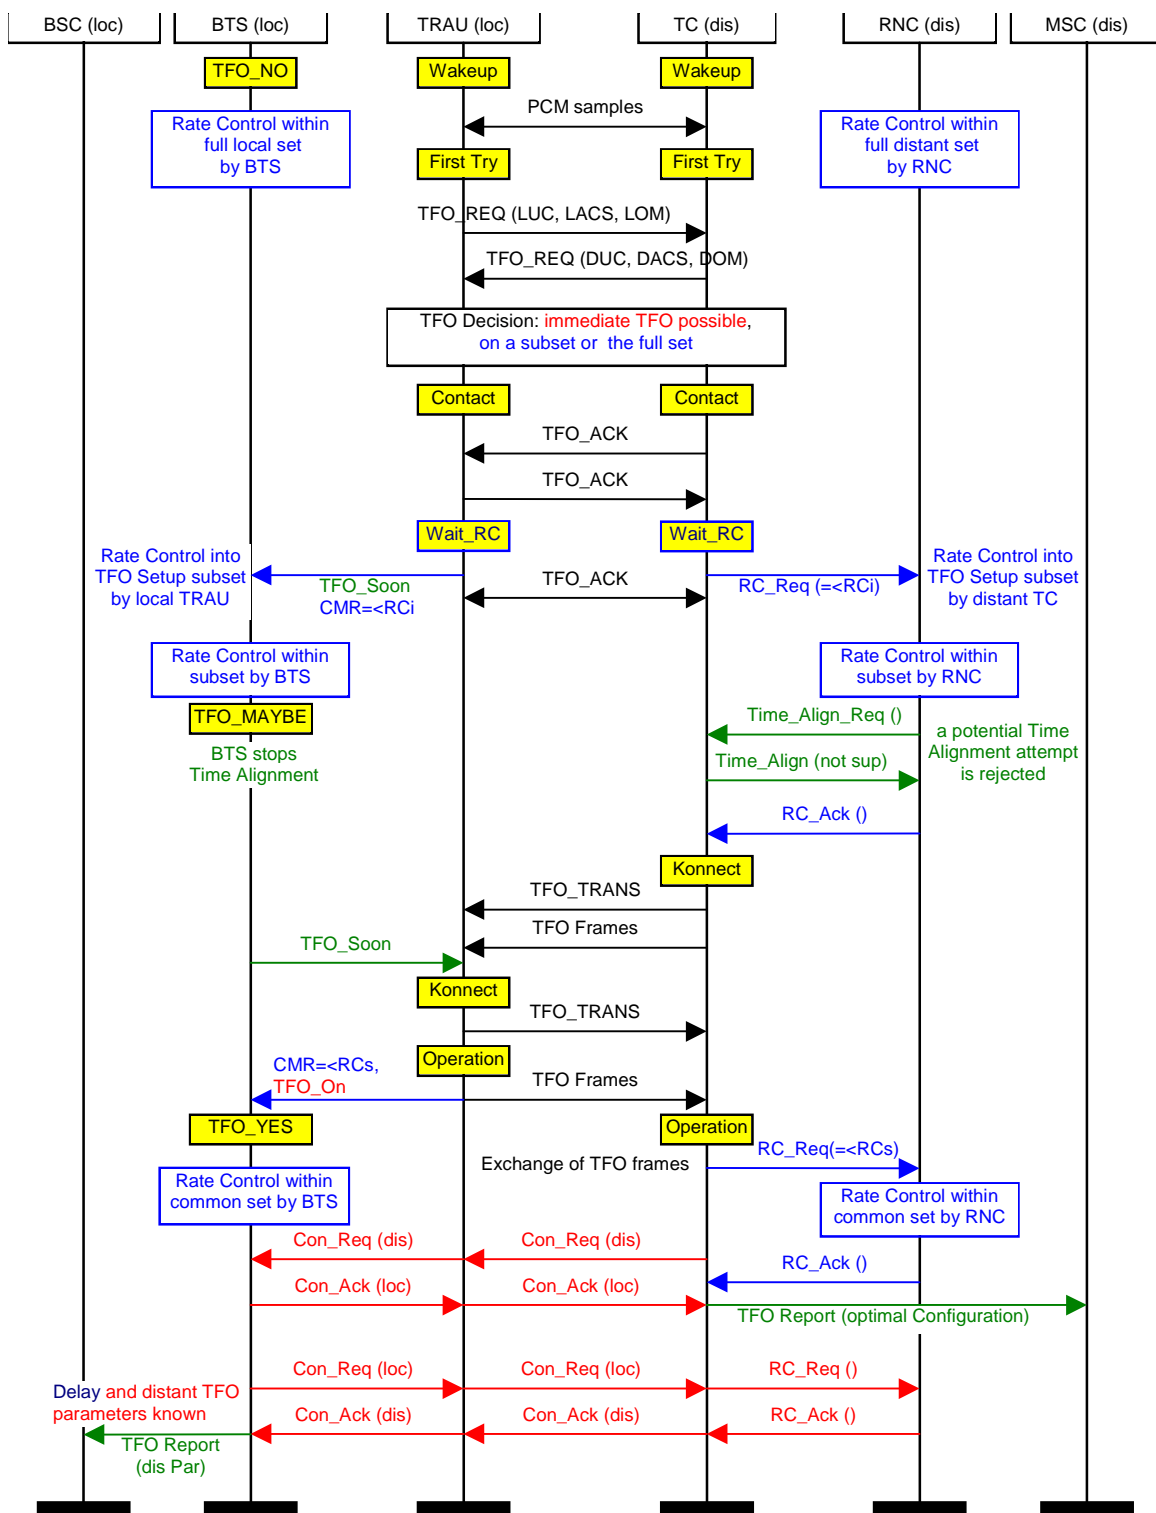 BSC (loc)
BTS (loc)
TRAU (loc)
TC (dis)
RNC (dis)
MSC (dis)
TFO_NO
Wakeup
Wakeup
PCM samples
Rate Control within
full local set
by BTS
Rate Control within
full distant set
by RNC
First Try
First Try
TFO_REQ (LUC, LACS, LOM)
TFO_REQ (DUC, DACS, DOM)
TFO Decision: immediate TFO possible,
on a subset or the full set
Contact
Contact
TFO_ACK
TFO_ACK
Wait_RC
Wait_RC
Rate Control into
TFO Setup subset
by local TRAU
TFO_Soon
CMR=<RCi
TFO_ACK
RC_Req (=<RCi)
Rate Control into
TFO Setup subset
by distant TC
Rate Control within
subset by BTS
Rate Control within
subset by RNC
TFO_MAYBE
BTS stops
Time Alignment
Time_Align_Req ()
a potential Time
Alignment attempt
is rejected
Time_Align (not sup)
RC_Ack ()
Konnect
TFO_TRANS
TFO Frames
TFO_Soon
Konnect
TFO_TRANS
Operation
CMR=<RCs,
TFO_On
TFO Frames
TFO_YES
Operation
Exchange of TFO frames
RC_Req(=<RCs)
Rate Control within
common set by BTS
Rate Control within
common set by RNC
Con_Req (dis)
Con_Req (dis)
RC_Ack ()
Con_Ack (loc)
Con_Ack (loc)
TFO Report (optimal Configuration)
Con_Req (loc)
Con_Req (loc)
RC_Req ()
Delay and distant TFO
parameters known
Con_Ack (dis)
Con_Ack (dis)
RC_Ack ()
TFO Report
(dis Par)